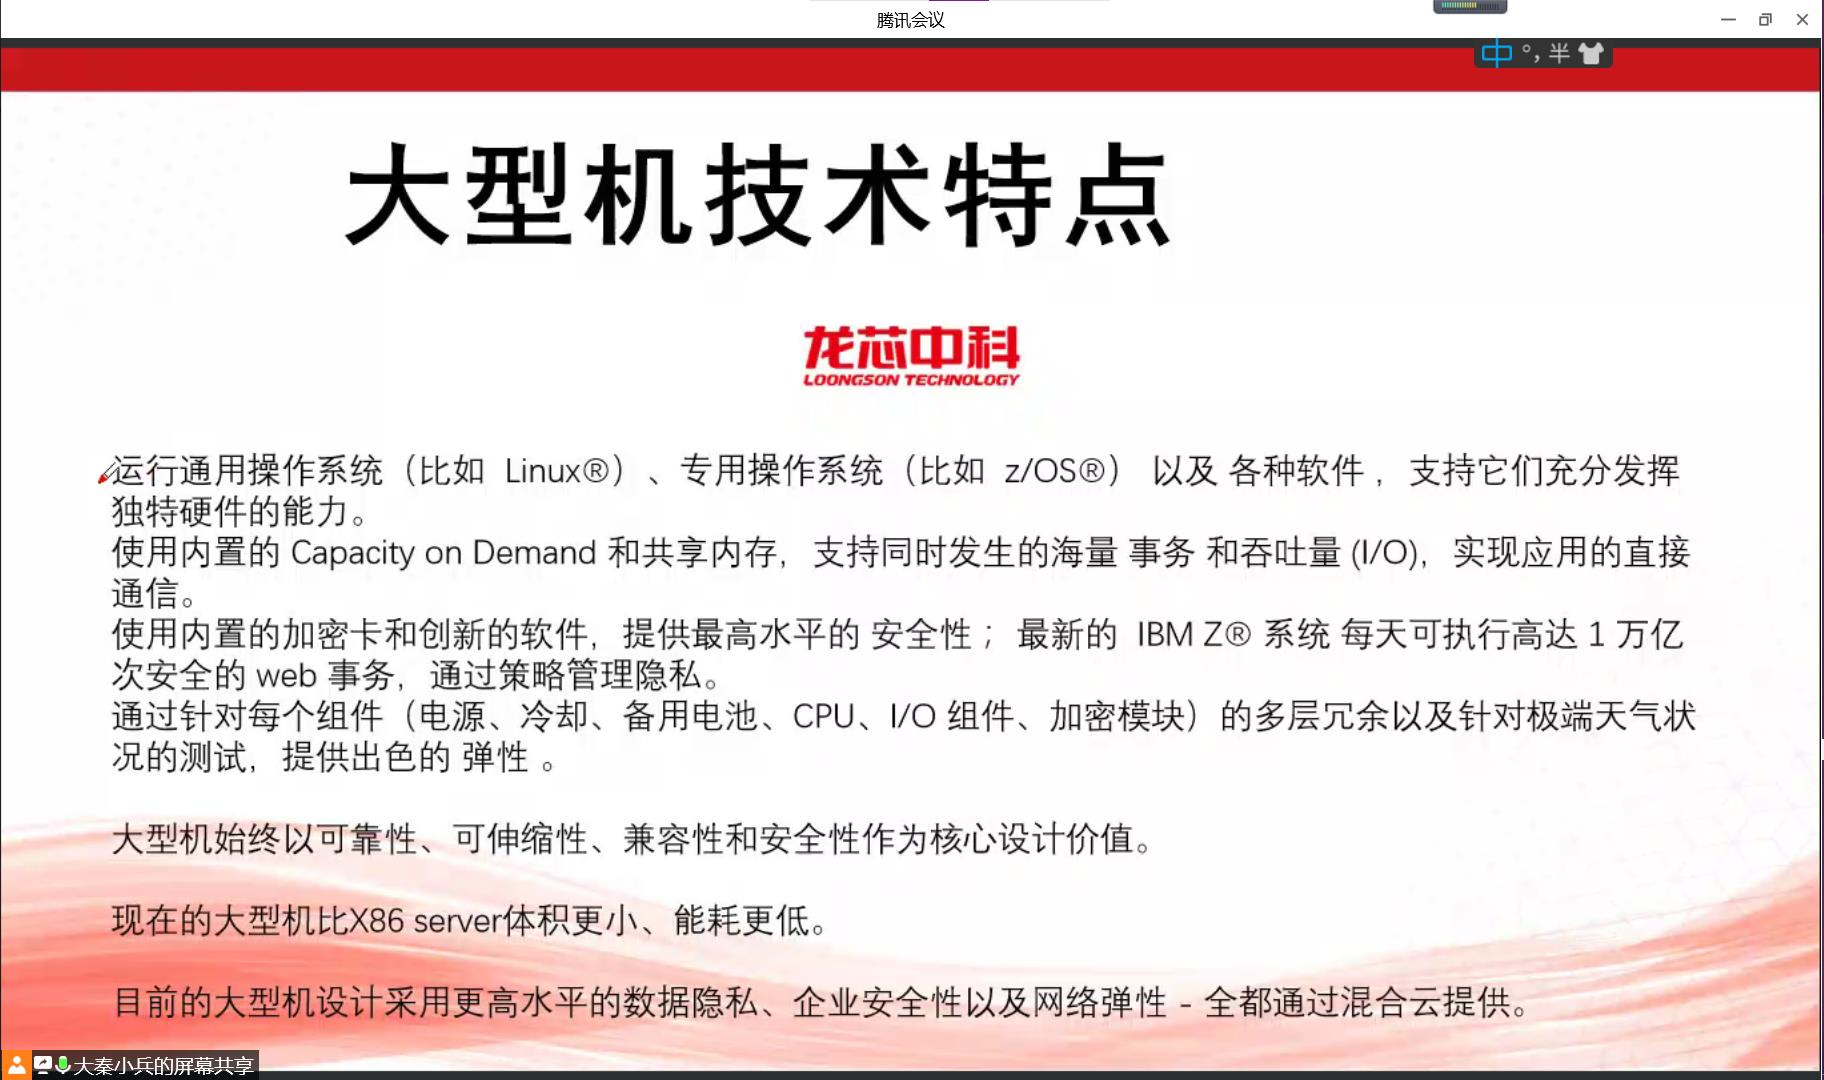 腾讯会议
中 °, 半
大型机技术特点
龙芯中科
LOONGSON TECHNOLOGY
运行通用操作系统（比如 Linux®）、专用操作系统（比如 z/OS®） 以及 各种软件 ，支持它们充分发挥
独特硬件的能力。
使用内置的 Capacity on Demand 和共享内存，支持同时发生的海量 事务 和吞吐量 (I/O)，实现应用的直接
通信。
使用内置的加密卡和创新的软件，提供最高水平的 安全性 ； 最新的 IBM Z® 系统 每天可执行高达 1 万亿
次安全的 web 事务，通过策略管理隐私。
通过针对每个组件（电源、冷却、备用电池、CPU、I/O 组件、加密模块）的多层冗余以及针对极端天气状
况的测试，提供出色的 弹性 。
大型机始终以可靠性、可伸缩性、兼容性和安全性作为核心设计价值。
现在的大型机比X86 server体积更小、能耗更低。
目前的大型机设计采用更高水平的数据隐私、企业安全性以及网络弹性 - 全都通过混合云提供。
大秦小兵的屏幕共享